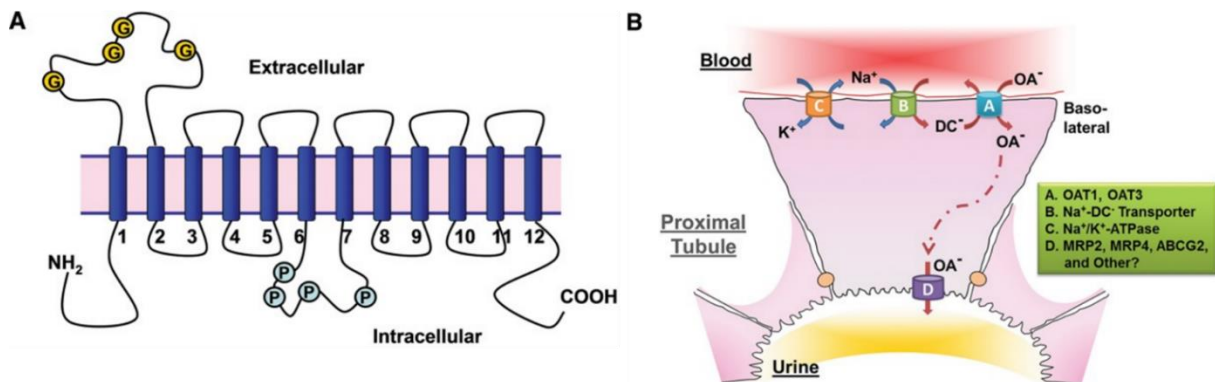 A
G
G
G
G
Extracellular
1 2 3 4 5 6 7 8 9 10 11 12
NH₂
P
P
P
P
COOH
Intracellular
B
Blood
Na⁺
OA⁻
C
B
A
K⁺
DC⁻
OA⁻
Baso-
lateral
Proximal
Tubule
A. OAT1, OAT3
B. Na⁺-DC⁻ Transporter
C. Na⁺/K⁺-ATPase
D. MRP2, MRP4, ABCG2,
and Other?
OA⁻
D
Urine